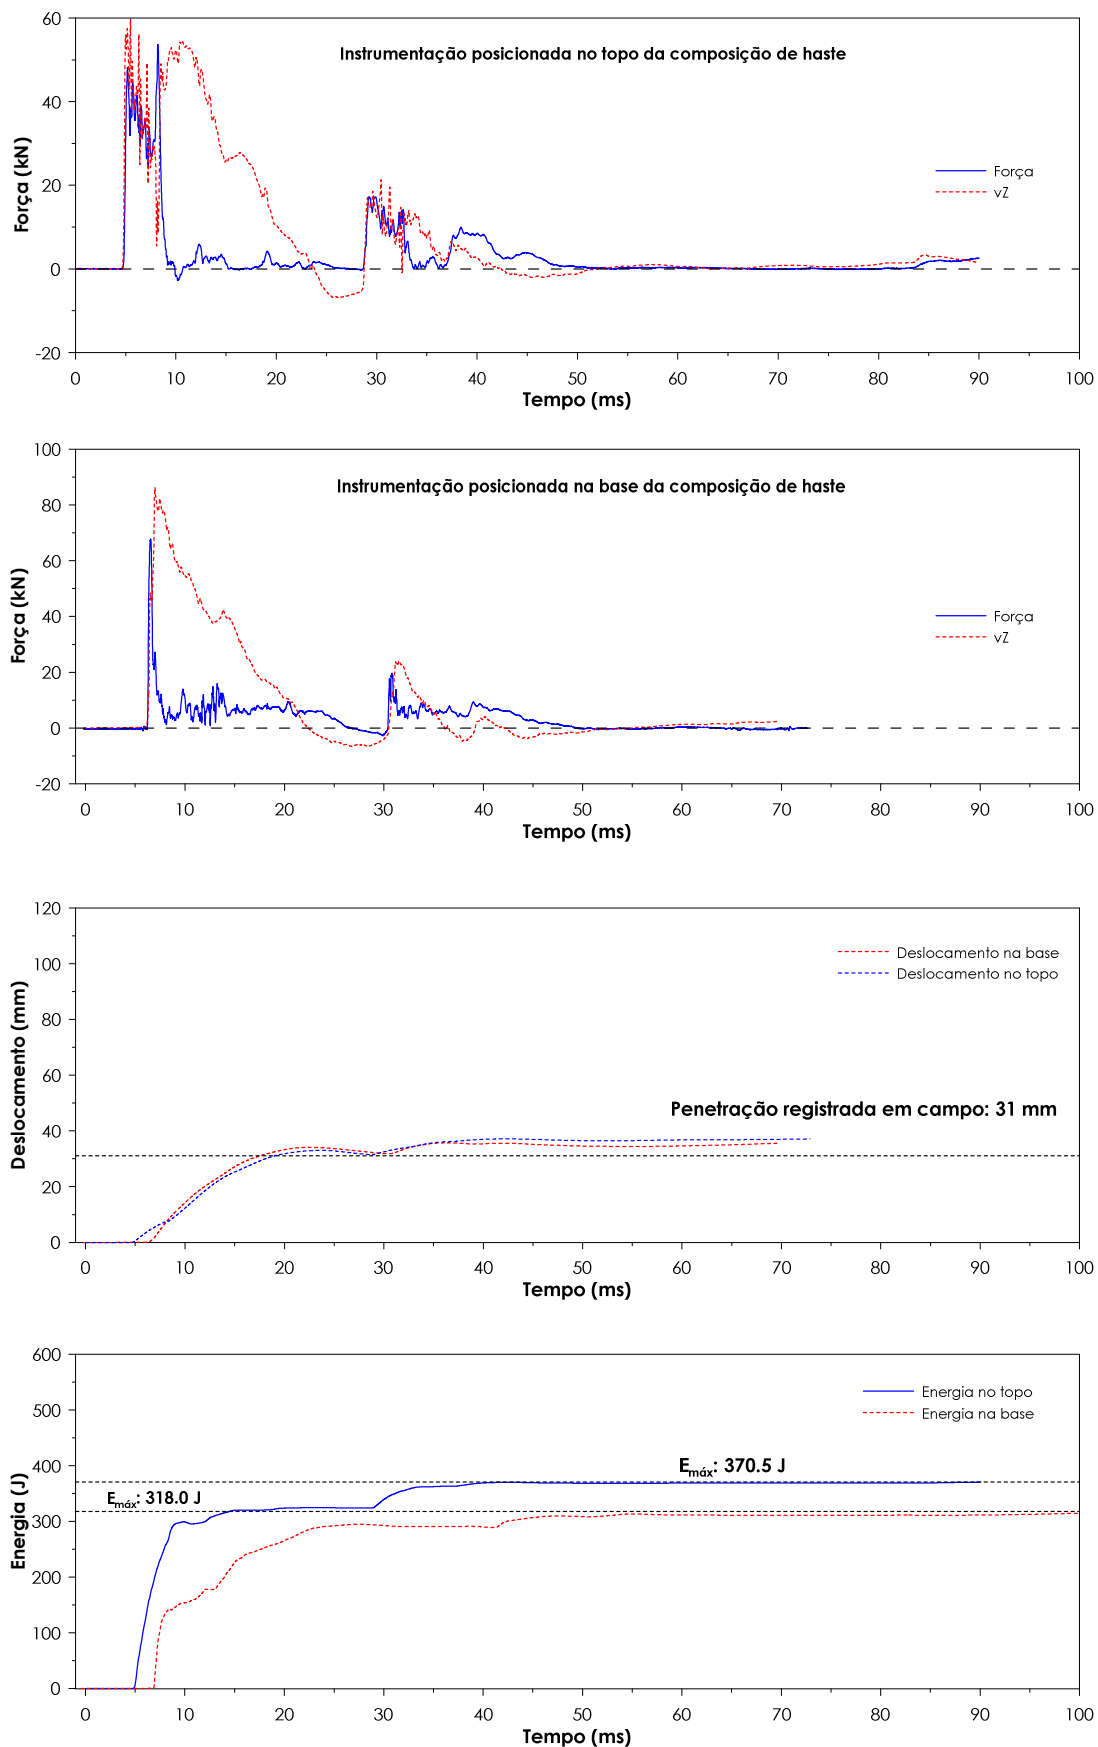 60
40
20
0
-20
Força (kN)
Instrumentação posicionada no topo da composição de haste
Força
vZ
0 10 20 30 40 50 60 70 80 90 100
Tempo (ms)
100
80
60
40
20
0
-20
Força (kN)
Instrumentação posicionada na base da composição de haste
Força
vZ
0 10 20 30 40 50 60 70 80 90 100
Tempo (ms)
120
100
80
60
40
20
0
Deslocamento (mm)
Deslocamento na base
Deslocamento no topo
Penetração registrada em campo: 31 mm
0 10 20 30 40 50 60 70 80 90 100
Tempo (ms)
600
500
400
300
200
100
0
Energia (J)
Energia no topo
Energia na base
Emáx: 370.5 J
Emáx: 318.0 J
0 10 20 30 40 50 60 70 80 90 100
Tempo (ms)